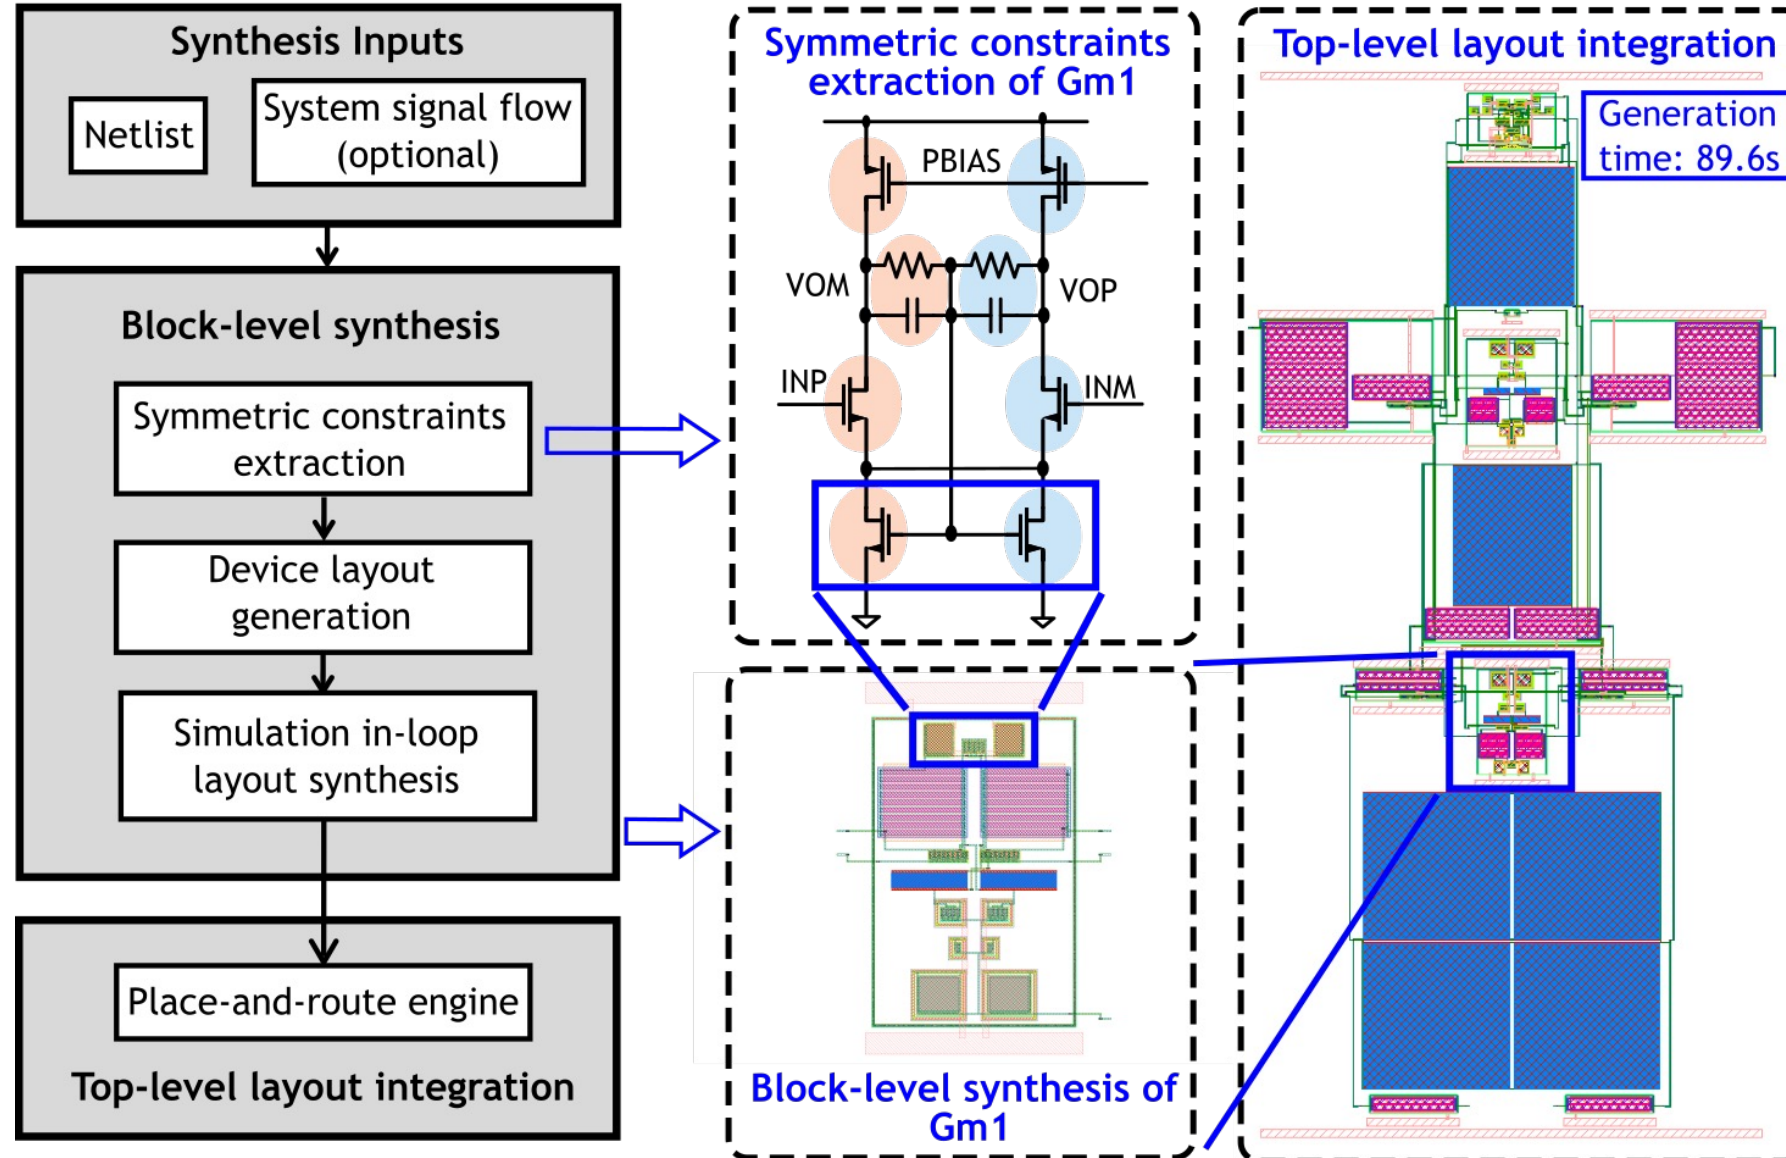 Synthesis Inputs
Netlist
System signal flow
(optional)
Block-level synthesis
Symmetric constraints
extraction
Device layout
generation
Simulation in-loop
layout synthesis
Place-and-route engine
Top-level layout integration
Symmetric constraints
extraction of Gm1
PBIAS
VOM
VOP
INP
INM
Block-level synthesis of
Gm1
Top-level layout integration
Generation
time: 89.6s